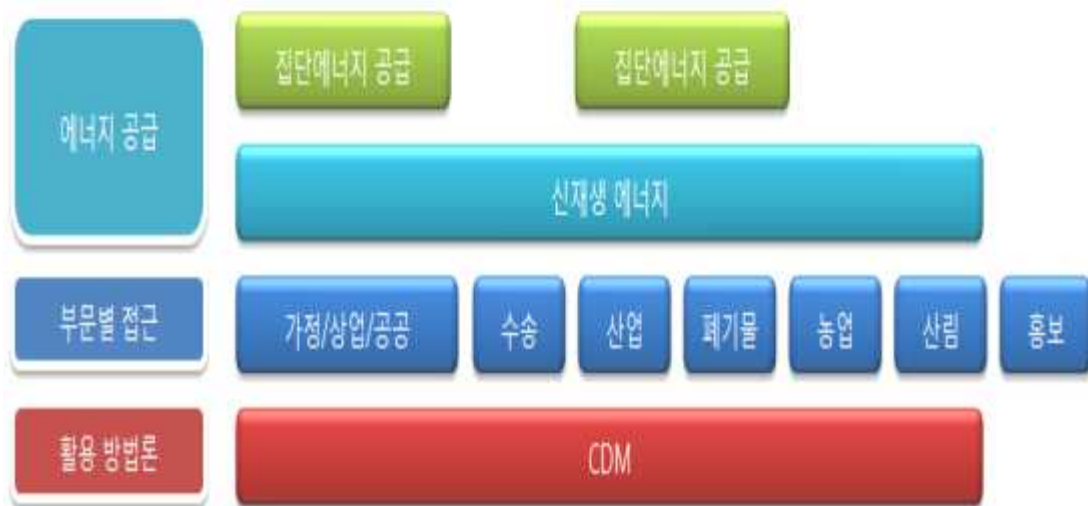 에너지 공급
집단에너지 공급
집단에너지 공급
신재생 에너지
부문별 접근
가정/상업/공공
수송
산업
폐기물
농업
산림
홍보
활용 방법론
CDM